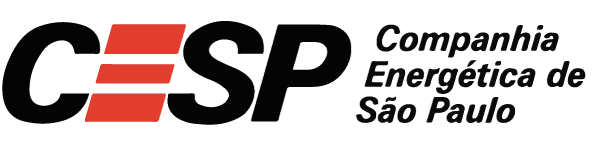 CESP
Companhia
Energética de
São Paulo